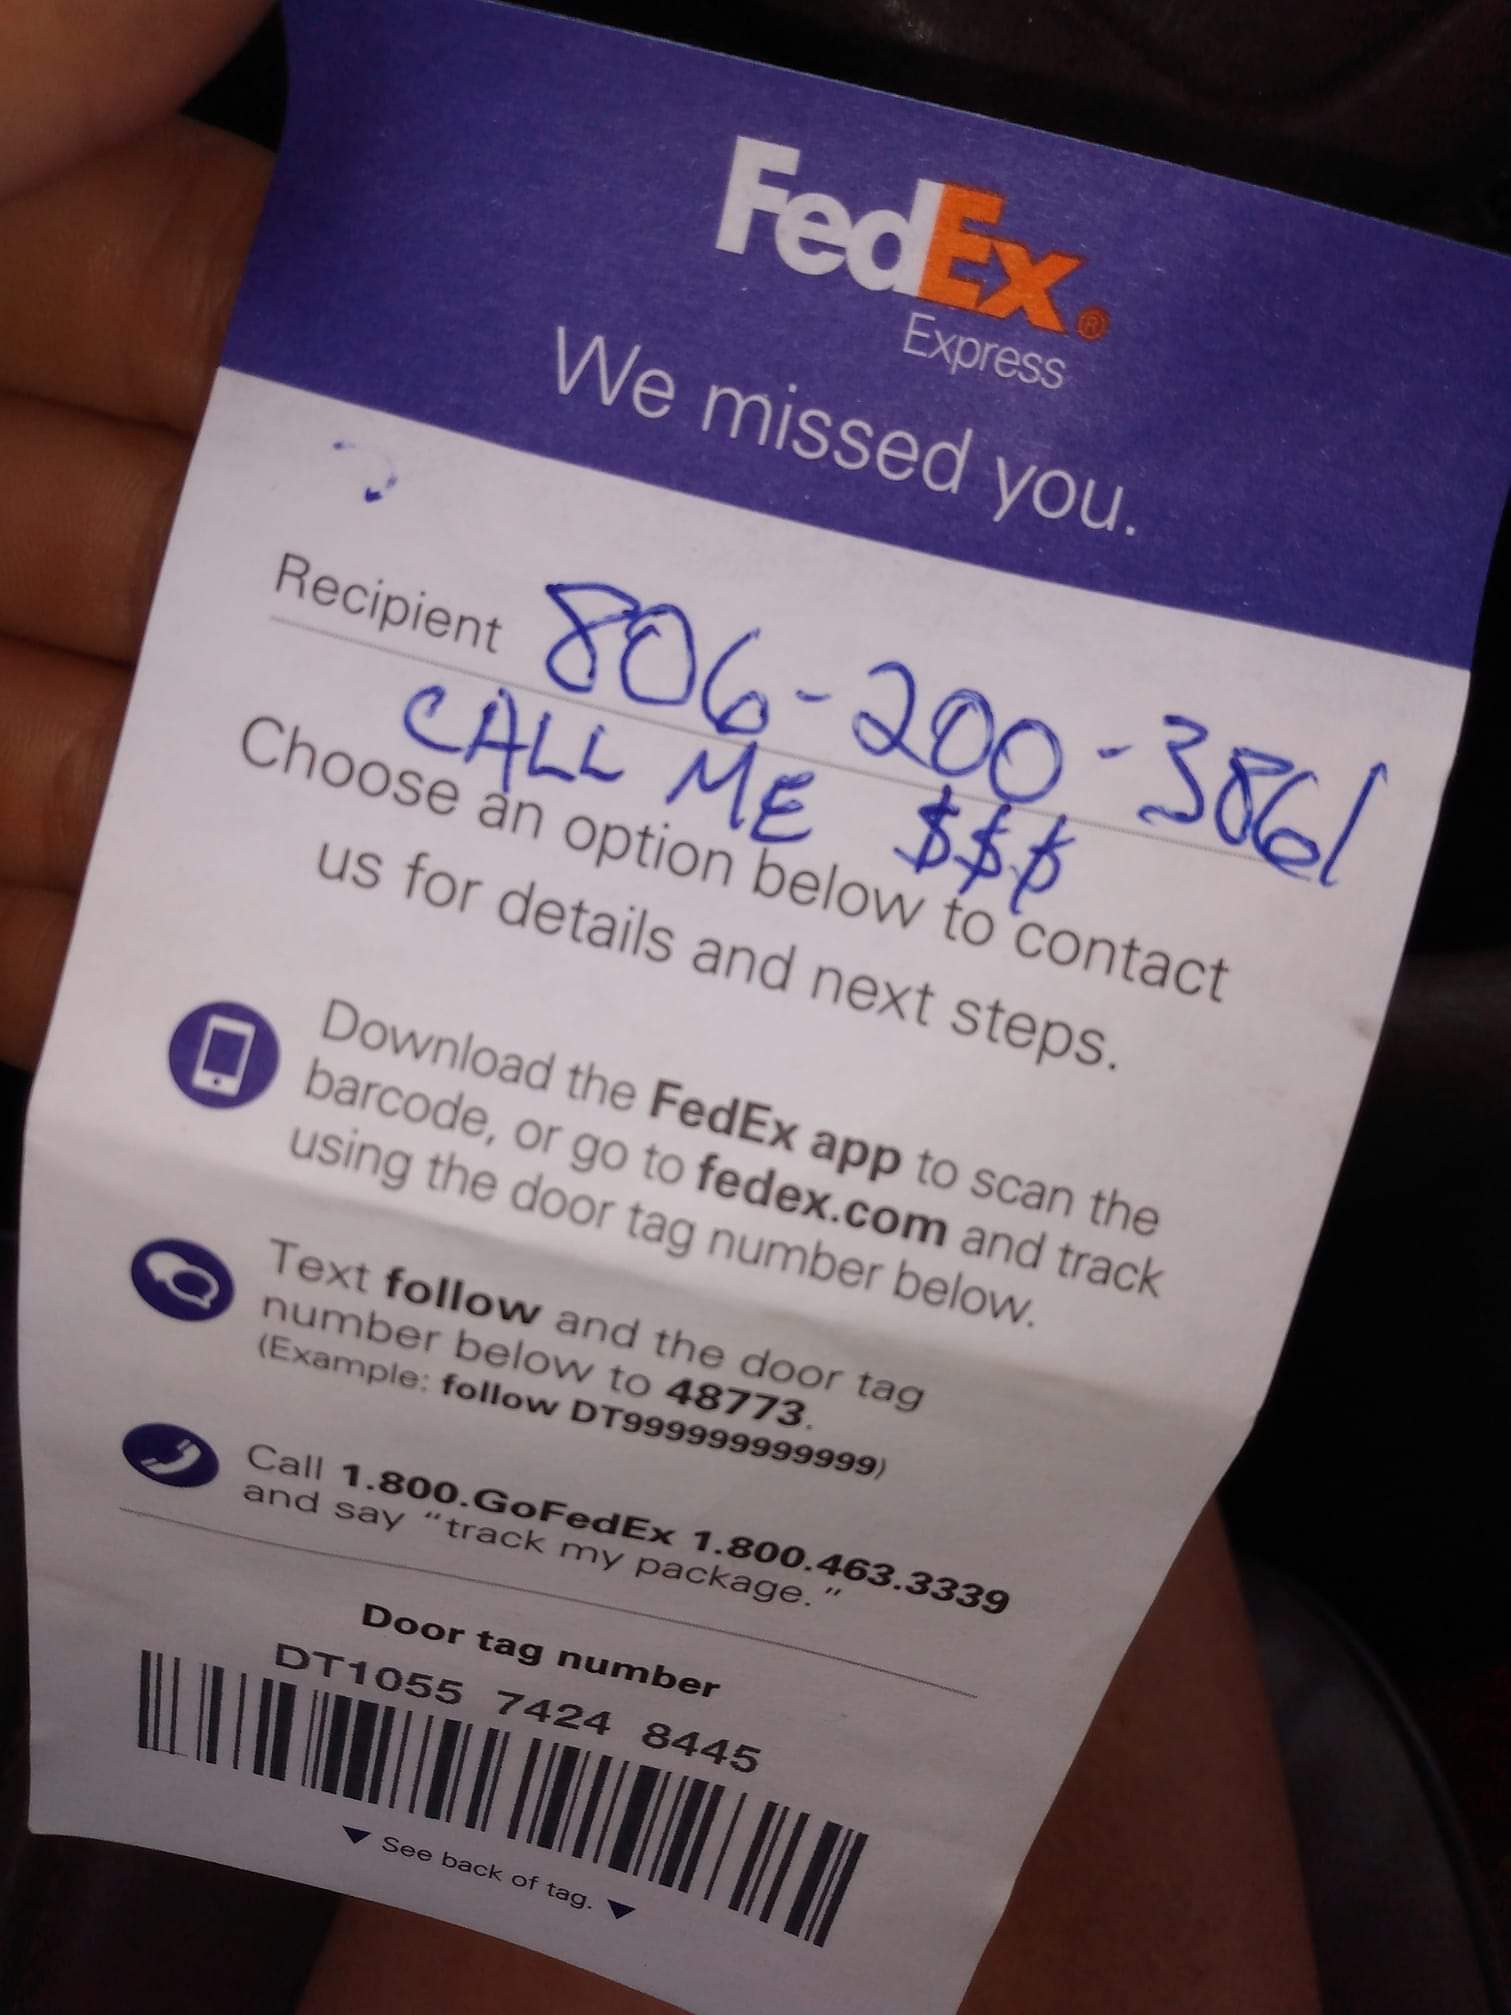 FedEx®
Express
We missed you.
Recipient 806-200-3861
CALL ME $$$
Choose an option below to contact
us for details and next steps.
Download the FedEx app to scan the
barcode, or go to fedex.com and track
using the door tag number below.
Text follow and the door tag
number below to 48773.
(Example: follow DT999999999999)
Call 1.800.GoFedEx 1.800.463.3339
and say “track my package.”
Door tag number
DT1055 7424 8445
▼ See back of tag. ▼